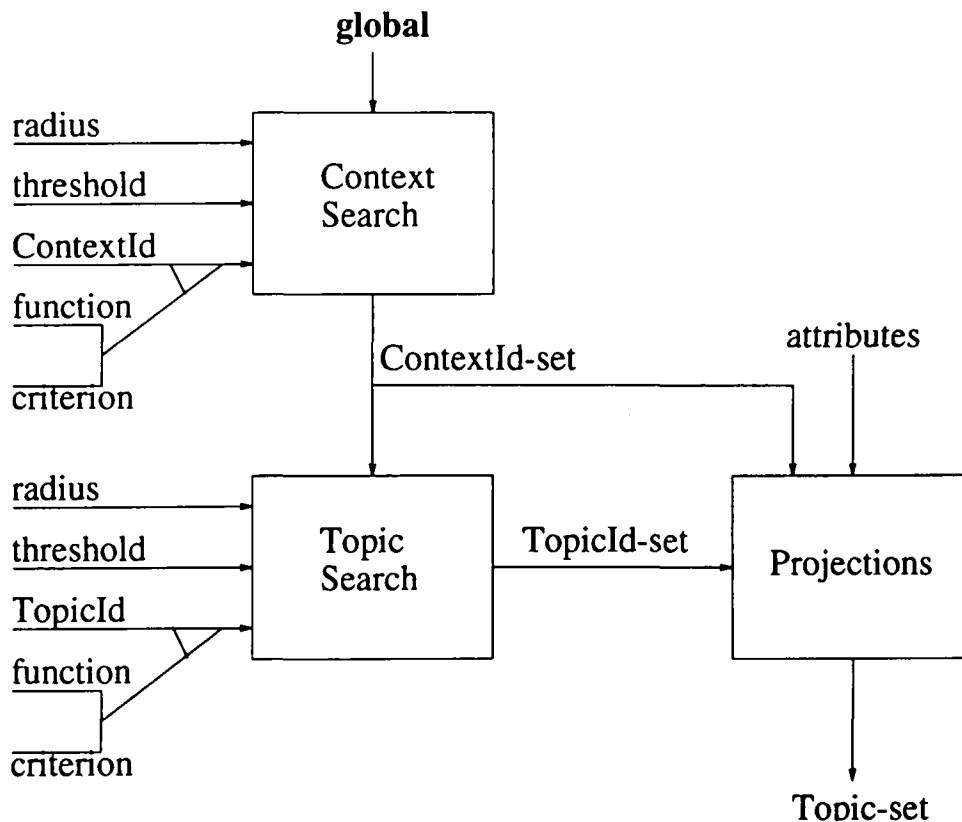 global
radius
threshold
ContextId
function
criterion
Context
Search
ContextId-set
attributes
radius
threshold
TopicId
function
criterion
Topic
Search
TopicId-set
Projections
Topic-set